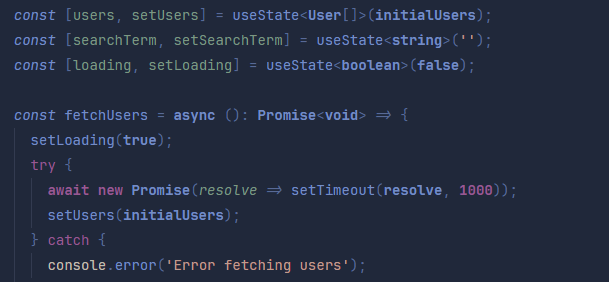 const [users, setUsers] = useState<User[]>(initialUsers);
const [searchTerm, setSearchTerm] = useState<string>('');
const [loading, setLoading] = useState<boolean>(false);

const fetchUsers = async (): Promise<void> => {
  setLoading(true);
  try {
    await new Promise(resolve => setTimeout(resolve, 1000));
    setUsers(initialUsers);
  } catch {
    console.error('Error fetching users');